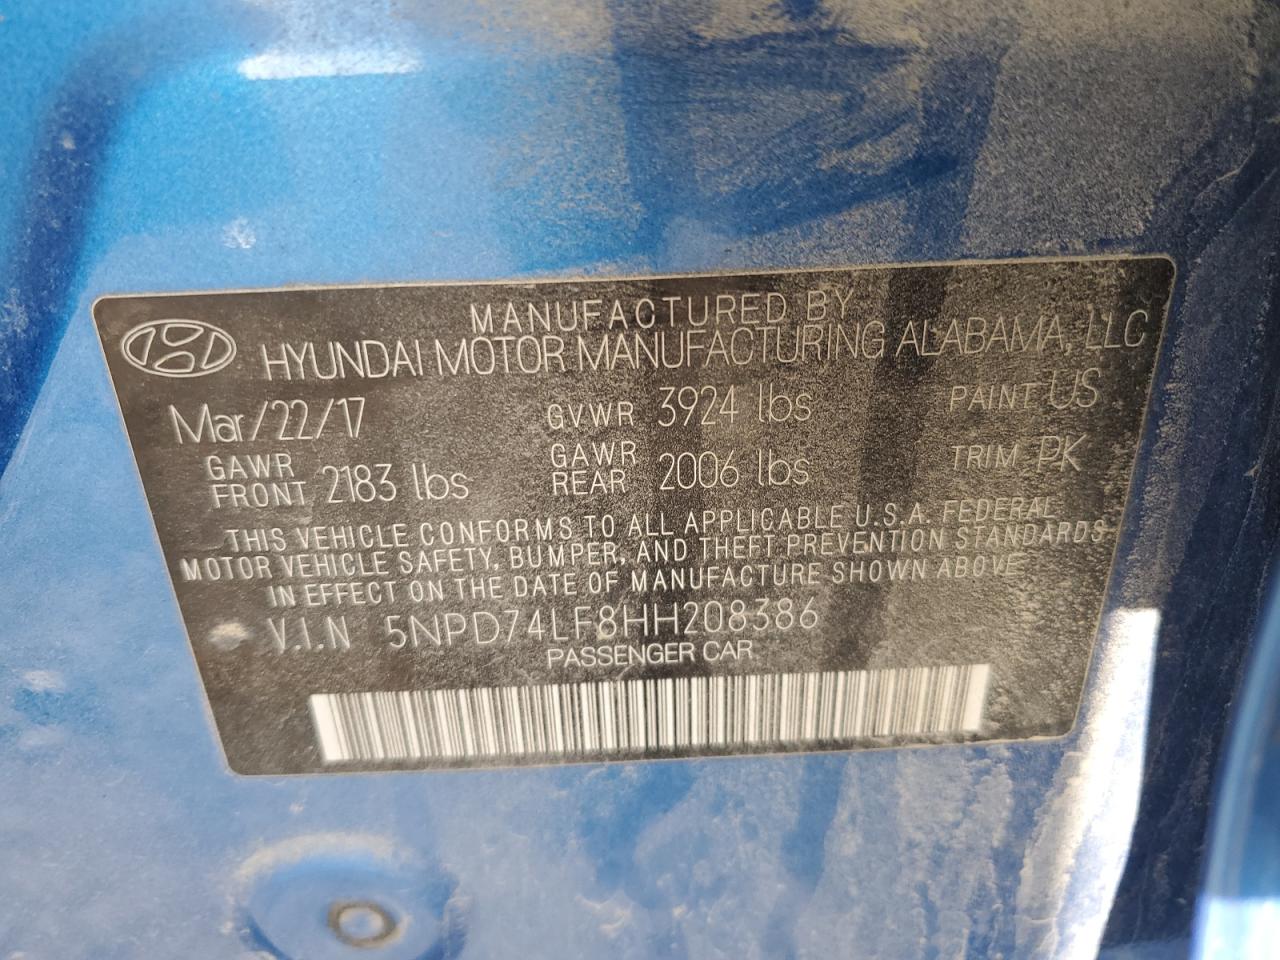 MANUFACTURED BY
HYUNDAI MOTOR MANUFACTURING ALABAMA, LLC
Mar/22/17 GVWR 3924 lbs PAINT US
GAWR FRONT 2183 lbs GAWR REAR 2006 lbs TRIM PK
THIS VEHICLE CONFORMS TO ALL APPLICABLE U.S.A. FEDERAL
MOTOR VEHICLE SAFETY, BUMPER, AND THEFT PREVENTION STANDARDS
IN EFFECT ON THE DATE OF MANUFACTURE SHOWN ABOVE
V.I.N 5NPD74LF8HH208386
PASSENGER CAR